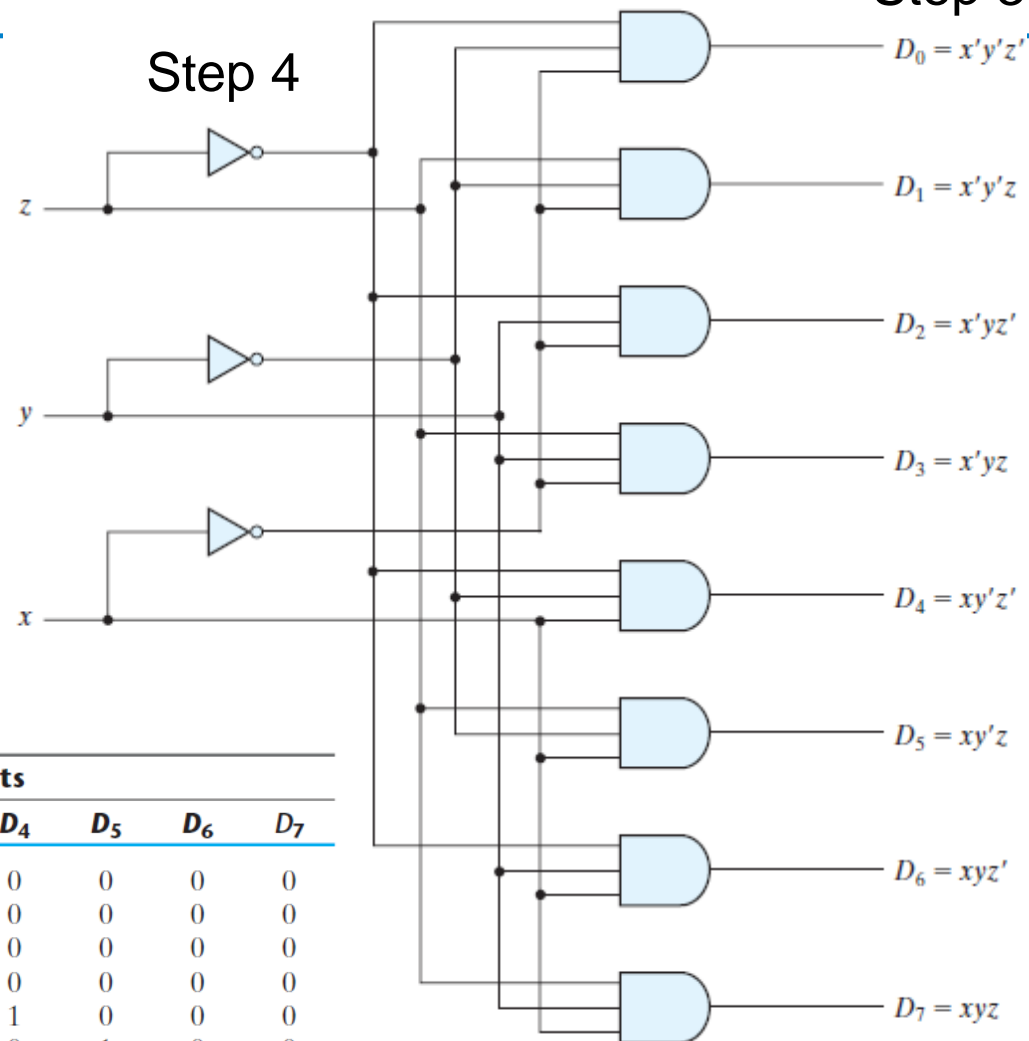 Step 4
D₀ = x'y'z'
D₁ = x'y'z
z
D₂ = x'yz'
y
D₃ = x'yz
x
D₄ = xy'z'
D₅ = xy'z
ts
D₄ D₅ D₆ D₇
D₆ = xyz'
0 0 0 0
0 0 0 0
0 0 0 0
0 0 0 0
1 0 0 0
D₇ = xyz